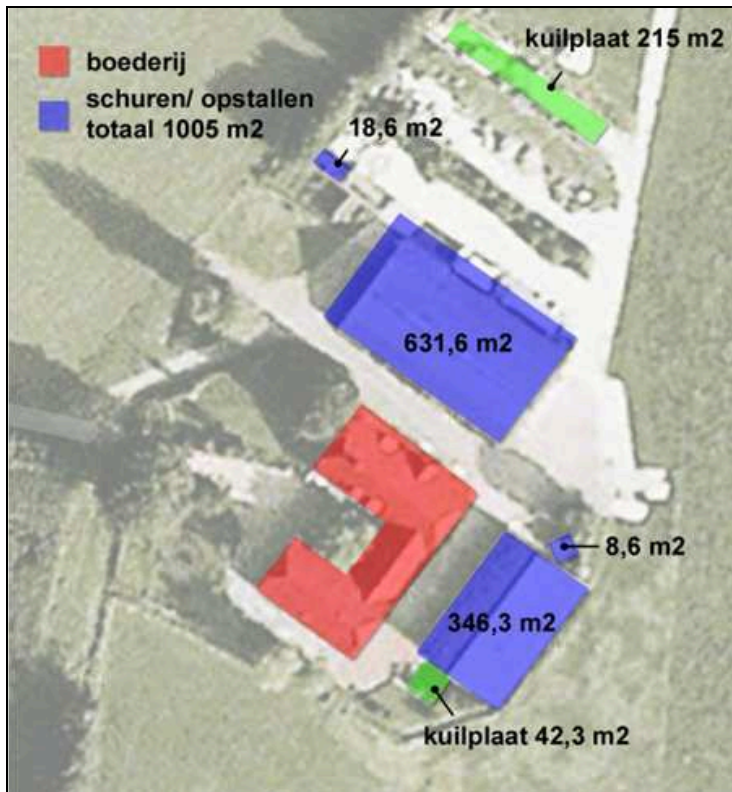 kuilplaat 215 m2
boederij
schuren/ opstallen
totaal 1005 m2
18,6 m2
631,6 m2
8,6 m2
346,3 m2
kuilplaat 42,3 m2